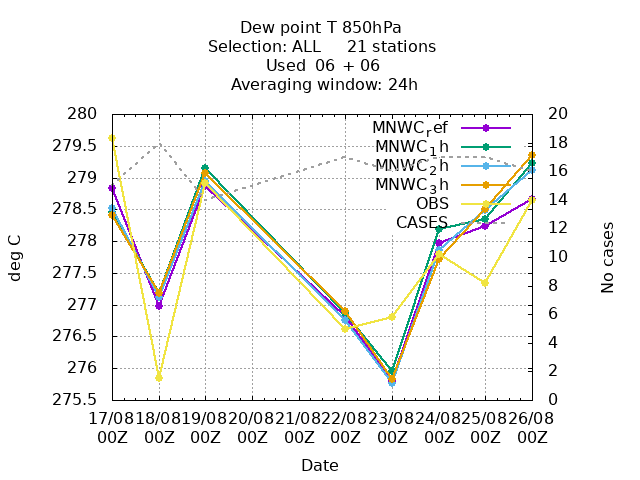 Dew point T 850hPa
Selection: ALL 21 stations
Used 06 + 06
Averaging window: 24h
280
279.5
279
278.5
278
277.5
277
276.5
276
275.5
deg C
20
18
16
14
12
10
8
6
4
2
0
No cases
MNWC_ref
MNWC_1h
MNWC_2h
MNWC_3h
OBS
CASES
17/08 18/08 19/08 20/08 21/08 22/08 23/08 24/08 25/08 26/08
00Z 00Z 00Z 00Z 00Z 00Z 00Z 00Z 00Z 00Z
Date